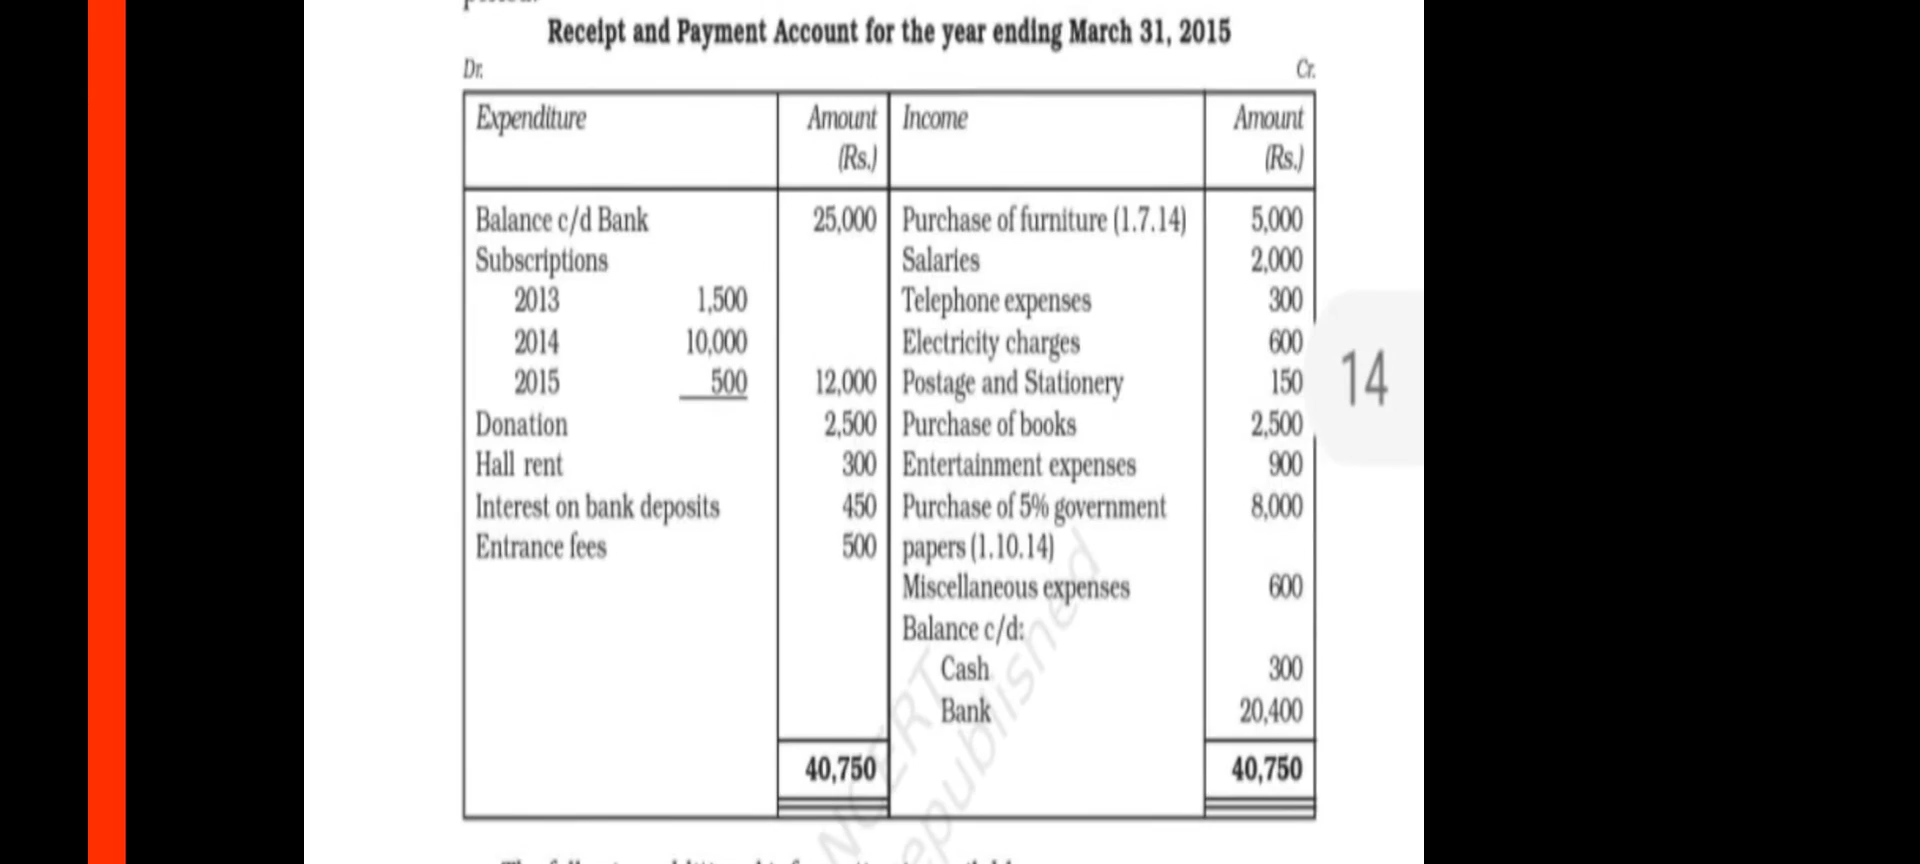 Receipt and Payment Account for the year ending March 31, 2015
Dr. Cr.
Expenditure Amount (Rs.) Income Amount (Rs.)
Balance c/d Bank 25,000 Purchase of furniture (1.7.14) 5,000
Subscriptions Salaries 2,000
2013 1,500 Telephone expenses 300
2014 10,000 Electricity charges 600
2015 500 12,000 Postage and Stationery 150
14
Donation 2,500 Purchase of books 2,500
Hall rent 300 Entertainment expenses 900
Interest on bank deposits 450 Purchase of 5% government 8,000
Entrance fees 500 papers (1.10.14)
Miscellaneous expenses 600
Balance c/d:
Cash 300
Bank 20,400
40,750 40,750
NCERT
republished